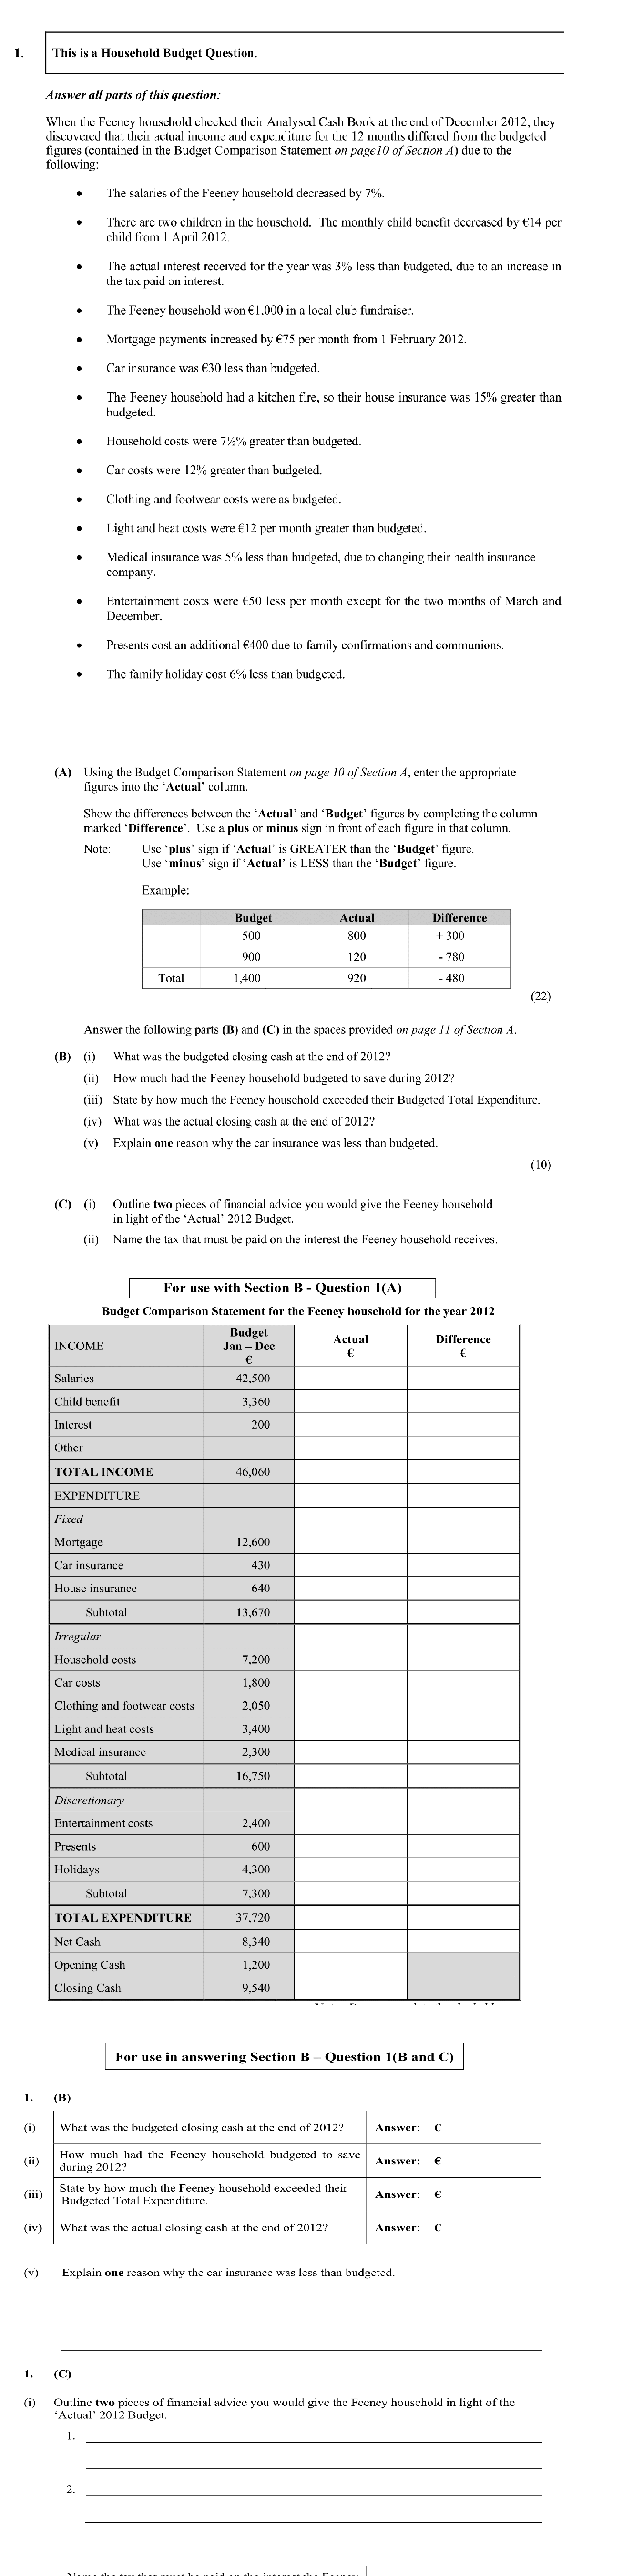 1. This is a Household Budget Question.
Answer all parts of this question:
When the Feeney household checked their Analysed Cash Book at the end of December 2012, they
discovered that their actual income and expenditure for the 12 months differed from the budgeted
figures (contained in the Budget Comparison Statement on page10 of Section A) due to the
following:
• The salaries of the Feeney household decreased by 7%.
• There are two children in the household. The monthly child benefit decreased by €14 per
child from 1 April 2012.
• The actual interest received for the year was 3% less than budgeted, due to an increase in
the tax paid on interest.
• The Feeney household won €1,000 in a local club fundraiser.
• Mortgage payments increased by €75 per month from 1 February 2012.
• Car insurance was €30 less than budgeted.
• The Feeney household had a kitchen fire, so their house insurance was 15% greater than
budgeted.
• Household costs were 7½% greater than budgeted.
• Car costs were 12% greater than budgeted.
• Clothing and footwear costs were as budgeted.
• Light and heat costs were €12 per month greater than budgeted.
• Medical insurance was 5% less than budgeted, due to changing their health insurance
company.
• Entertainment costs were €50 less per month except for the two months of March and
December.
• Presents cost an additional €400 due to family confirmations and communions.
• The family holiday cost 6% less than budgeted.
(A) Using the Budget Comparison Statement on page 10 of Section A, enter the appropriate
figures into the ‘Actual’ column.
Show the differences between the ‘Actual’ and ‘Budget’ figures by completing the column
marked ‘Difference’. Use a plus or minus sign in front of each figure in that column.
Note: Use ‘plus’ sign if ‘Actual’ is GREATER than the ‘Budget’ figure.
Use ‘minus’ sign if ‘Actual’ is LESS than the ‘Budget’ figure.
Example:
Budget Actual Difference
500 800 + 300
900 120 - 780
Total 1,400 920 - 480
(22)
Answer the following parts (B) and (C) in the spaces provided on page 11 of Section A.
(B) (i) What was the budgeted closing cash at the end of 2012?
(ii) How much had the Feeney household budgeted to save during 2012?
(iii) State by how much the Feeney household exceeded their Budgeted Total Expenditure.
(iv) What was the actual closing cash at the end of 2012?
(v) Explain one reason why the car insurance was less than budgeted.
(10)
(C) (i) Outline two pieces of financial advice you would give the Feeney household
in light of the ‘Actual’ 2012 Budget.
(ii) Name the tax that must be paid on the interest the Feeney household receives.
For use with Section B - Question 1(A)
Budget Comparison Statement for the Feeney household for the year 2012
INCOME Budget Jan – Dec € Actual € Difference €
Salaries 42,500
Child benefit 3,360
Interest 200
Other
TOTAL INCOME 46,060
EXPENDITURE
Fixed
Mortgage 12,600
Car insurance 430
House insurance 640
Subtotal 13,670
Irregular
Household costs 7,200
Car costs 1,800
Clothing and footwear costs 2,050
Light and heat costs 3,400
Medical insurance 2,300
Subtotal 16,750
Discretionary
Entertainment costs 2,400
Presents 600
Holidays 4,300
Subtotal 7,300
TOTAL EXPENDITURE 37,720
Net Cash 8,340
Opening Cash 1,200
Closing Cash 9,540
For use in answering Section B – Question 1(B and C)
1. (B)
(i) What was the budgeted closing cash at the end of 2012? Answer: €
(ii) How much had the Feeney household budgeted to save
during 2012? Answer: €
(iii) State by how much the Feeney household exceeded their
Budgeted Total Expenditure. Answer: €
(iv) What was the actual closing cash at the end of 2012? Answer: €
(v) Explain one reason why the car insurance was less than budgeted.
1. (C)
(i) Outline two pieces of financial advice you would give the Feeney household in light of the
‘Actual’ 2012 Budget.
1.
2.